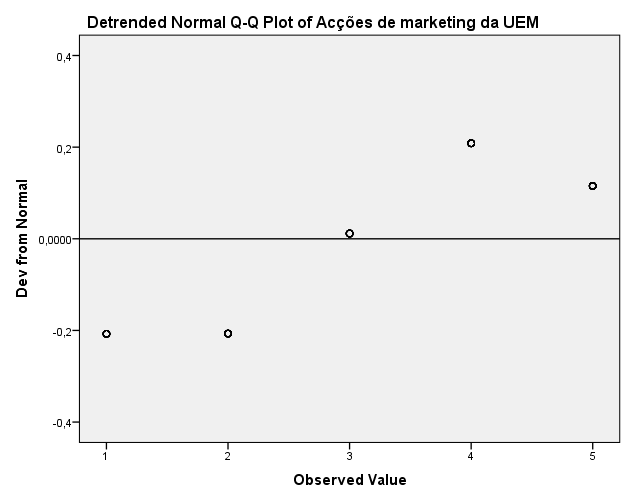 Detrended Normal Q-Q Plot of Acções de marketing da UEM
Dev from Normal
0,4
0,2
0,0000
-0,2
-0,4
1 2 3 4 5
Observed Value